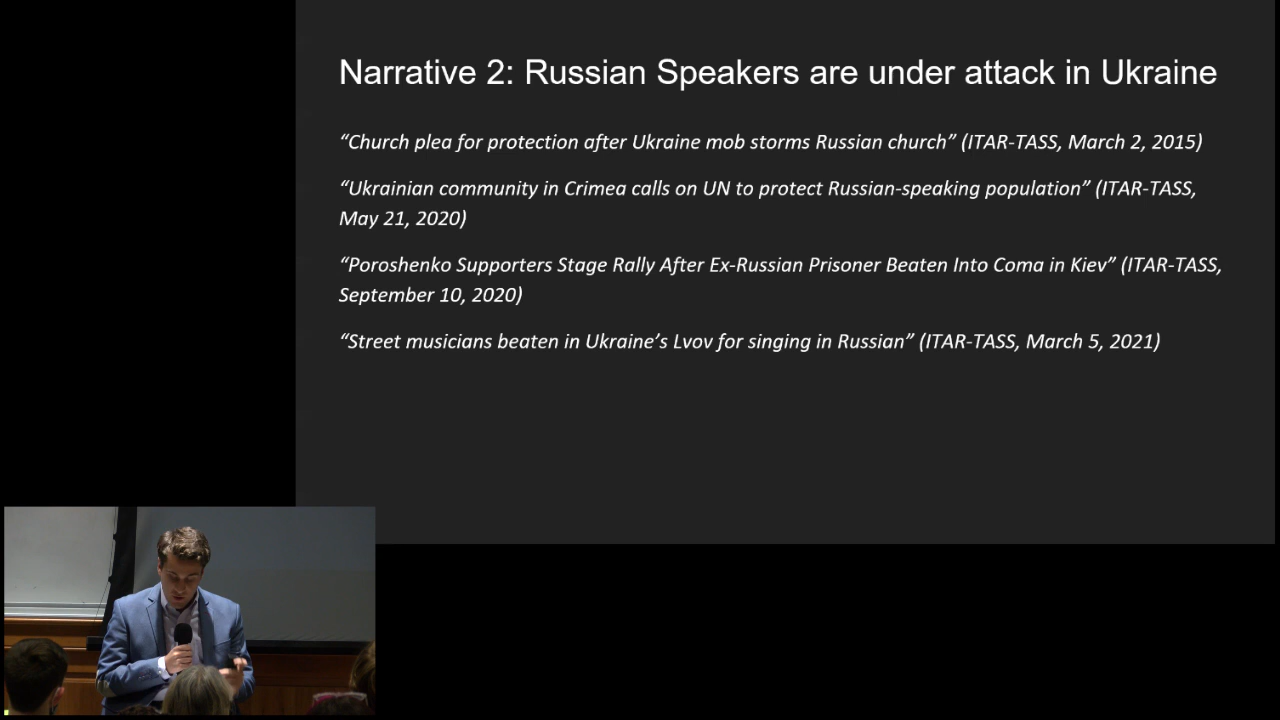 Narrative 2: Russian Speakers are under attack in Ukraine
“Church plea for protection after Ukraine mob storms Russian church” (ITAR-TASS, March 2, 2015)
“Ukrainian community in Crimea calls on UN to protect Russian-speaking population” (ITAR-TASS,
May 21, 2020)
“Poroshenko Supporters Stage Rally After Ex-Russian Prisoner Beaten Into Coma in Kiev” (ITAR-TASS,
September 10, 2020)
“Street musicians beaten in Ukraine’s Lvov for singing in Russian” (ITAR-TASS, March 5, 2021)